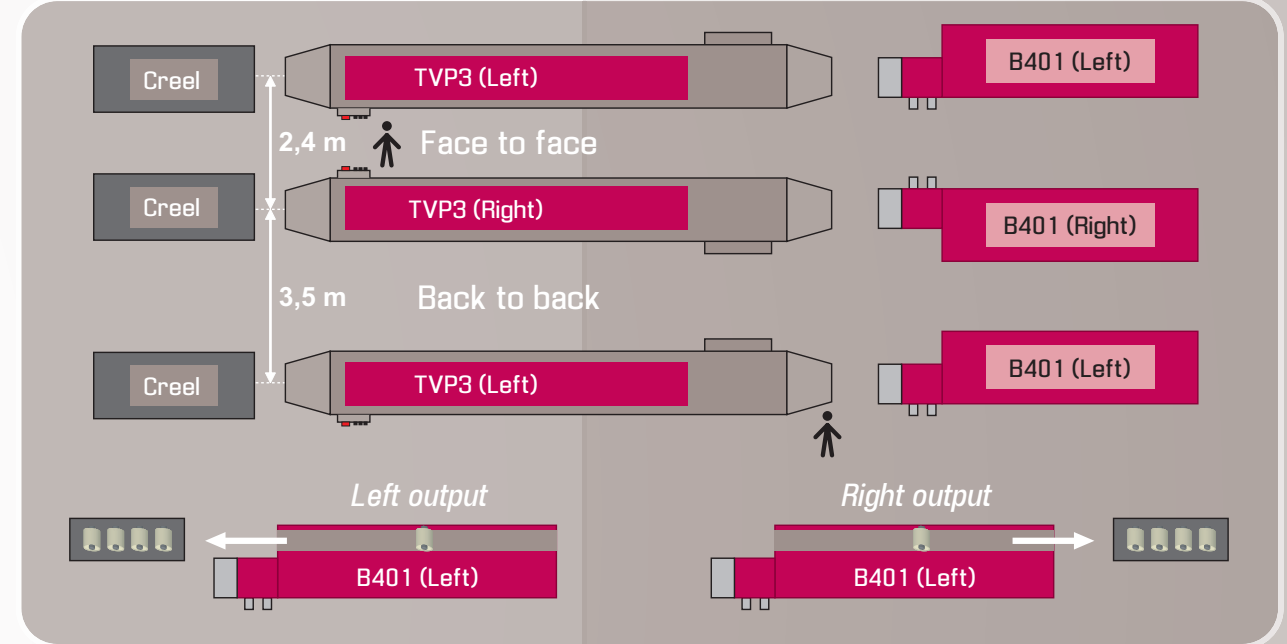 Creel
TVP3 (Left)
B401 (Left)
2,4 m
Face to face
Creel
TVP3 (Right)
B401 (Right)
3,5 m
Back to back
Creel
TVP3 (Left)
B401 (Left)
Left output
Right output
B401 (Left)
B401 (Left)